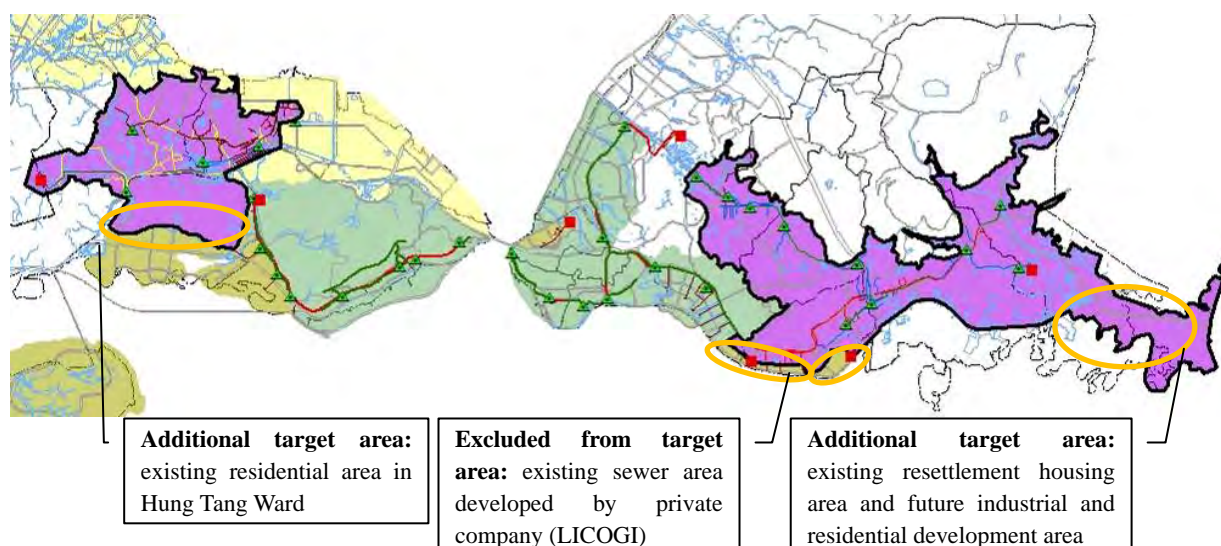 Additional target area:
existing residential area in
Hung Tang Ward
Excluded from target
area: existing sewer area
developed by private
company (LICOGI)
Additional target area:
existing resettlement housing
area and future industrial and
residential development area